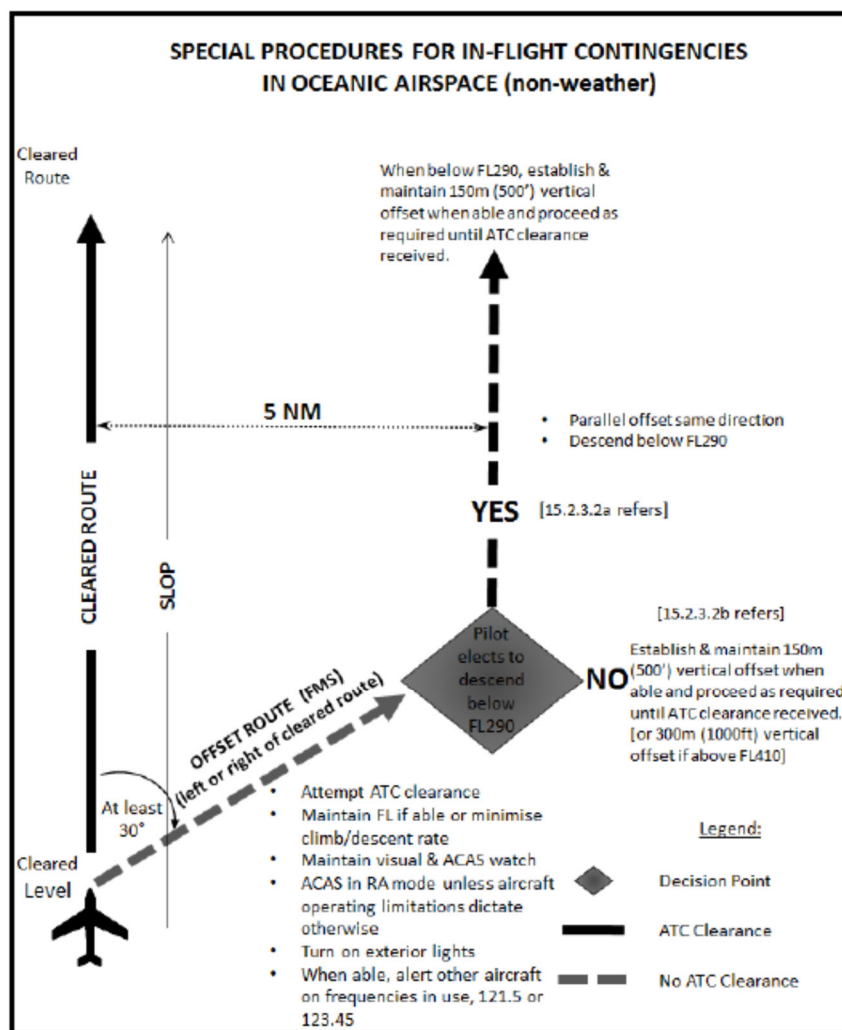 SPECIAL PROCEDURES FOR IN-FLIGHT CONTINGENCIES
IN OCEANIC AIRSPACE (non-weather)
Cleared
Route
When below FL290, establish &
maintain 150m (500') vertical
offset when able and proceed as
required until ATC clearance
received.
5 NM
• Parallel offset same direction
• Descend below FL290
YES
[15.2.3.2a refers]
CLEARED ROUTE
SLOP
[15.2.3.2b refers]
Pilot
elects to
descend
below
FL290
NO
Establish & maintain 150m
(500') vertical offset when
able and proceed as required
until ATC clearance received.
[or 300m (1000ft) vertical
offset if above FL410]
OFFSET ROUTE (FMS)
(left or right of cleared route)
At least
30°
• Attempt ATC clearance
• Maintain FL if able or minimise
climb/descent rate
• Maintain visual & ACAS watch
• ACAS in RA mode unless aircraft
operating limitations dictate
otherwise
• Turn on exterior lights
• When able, alert other aircraft
on frequencies in use, 121.5 or
123.45
Cleared
Level
Legend:
Decision Point
ATC Clearance
No ATC Clearance